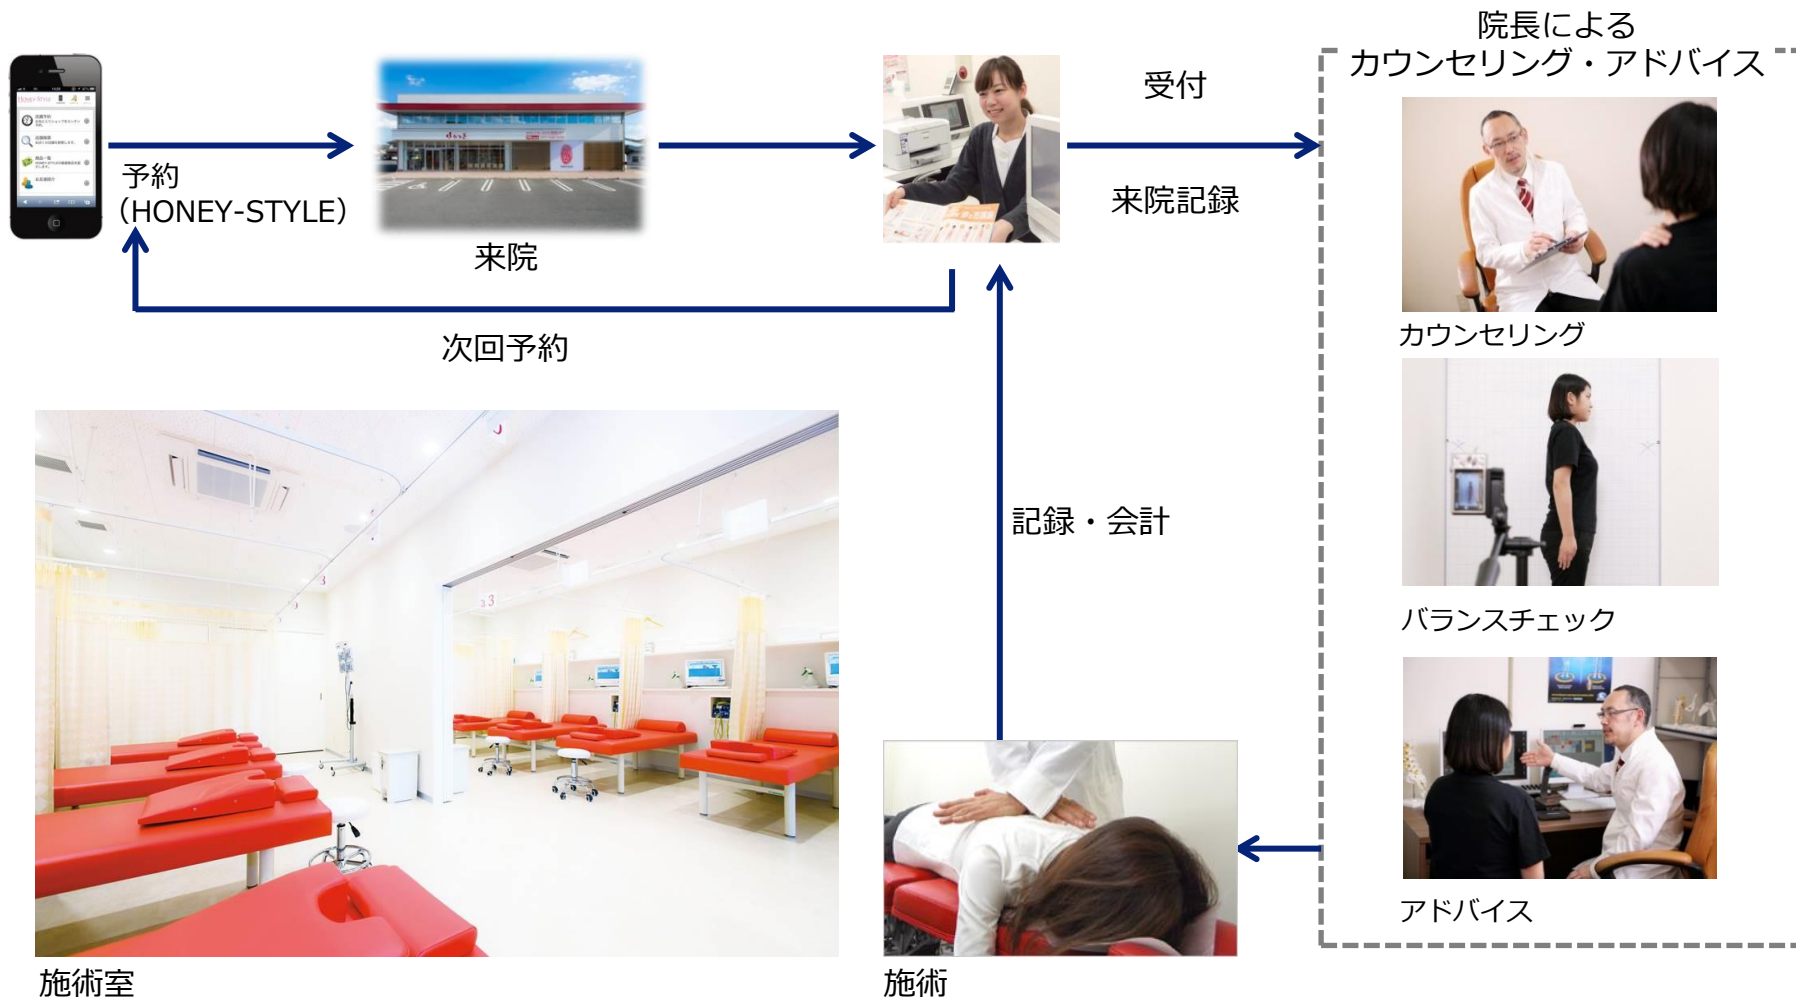 院長による
カウンセリング・アドバイス
受付
予約
（HONEY-STYLE）
来院
来院記録
カウンセリング
次回予約
記録・会計
バランスチェック
アドバイス
施術室
施術